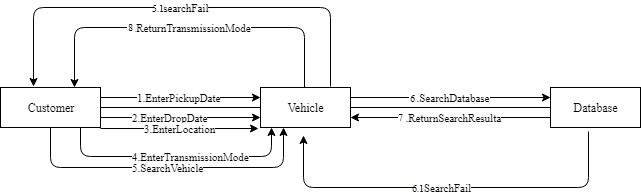 5.1searchFail
8.ReturnTransmissionMode
Customer
1.EnterPickupDate
2.EnterDropDate
3.EnterLocation
4.EnterTransmissionMode
5.SearchVehicle
Vehicle
6.SearchDatabase
7 .ReturnSearchResulta
Database
6.1SearchFail